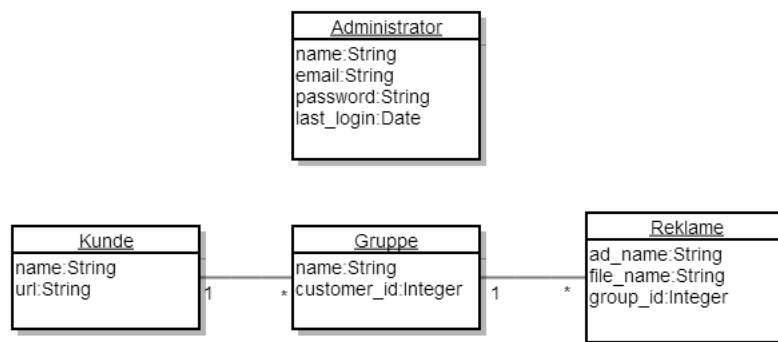 Administrator
name:String
email:String
password:String
last_login:Date
Kunde
name:String
url:String
1
*
Gruppe
name:String
customer_id:Integer
1
*
Reklame
ad_name:String
file_name:String
group_id:Integer